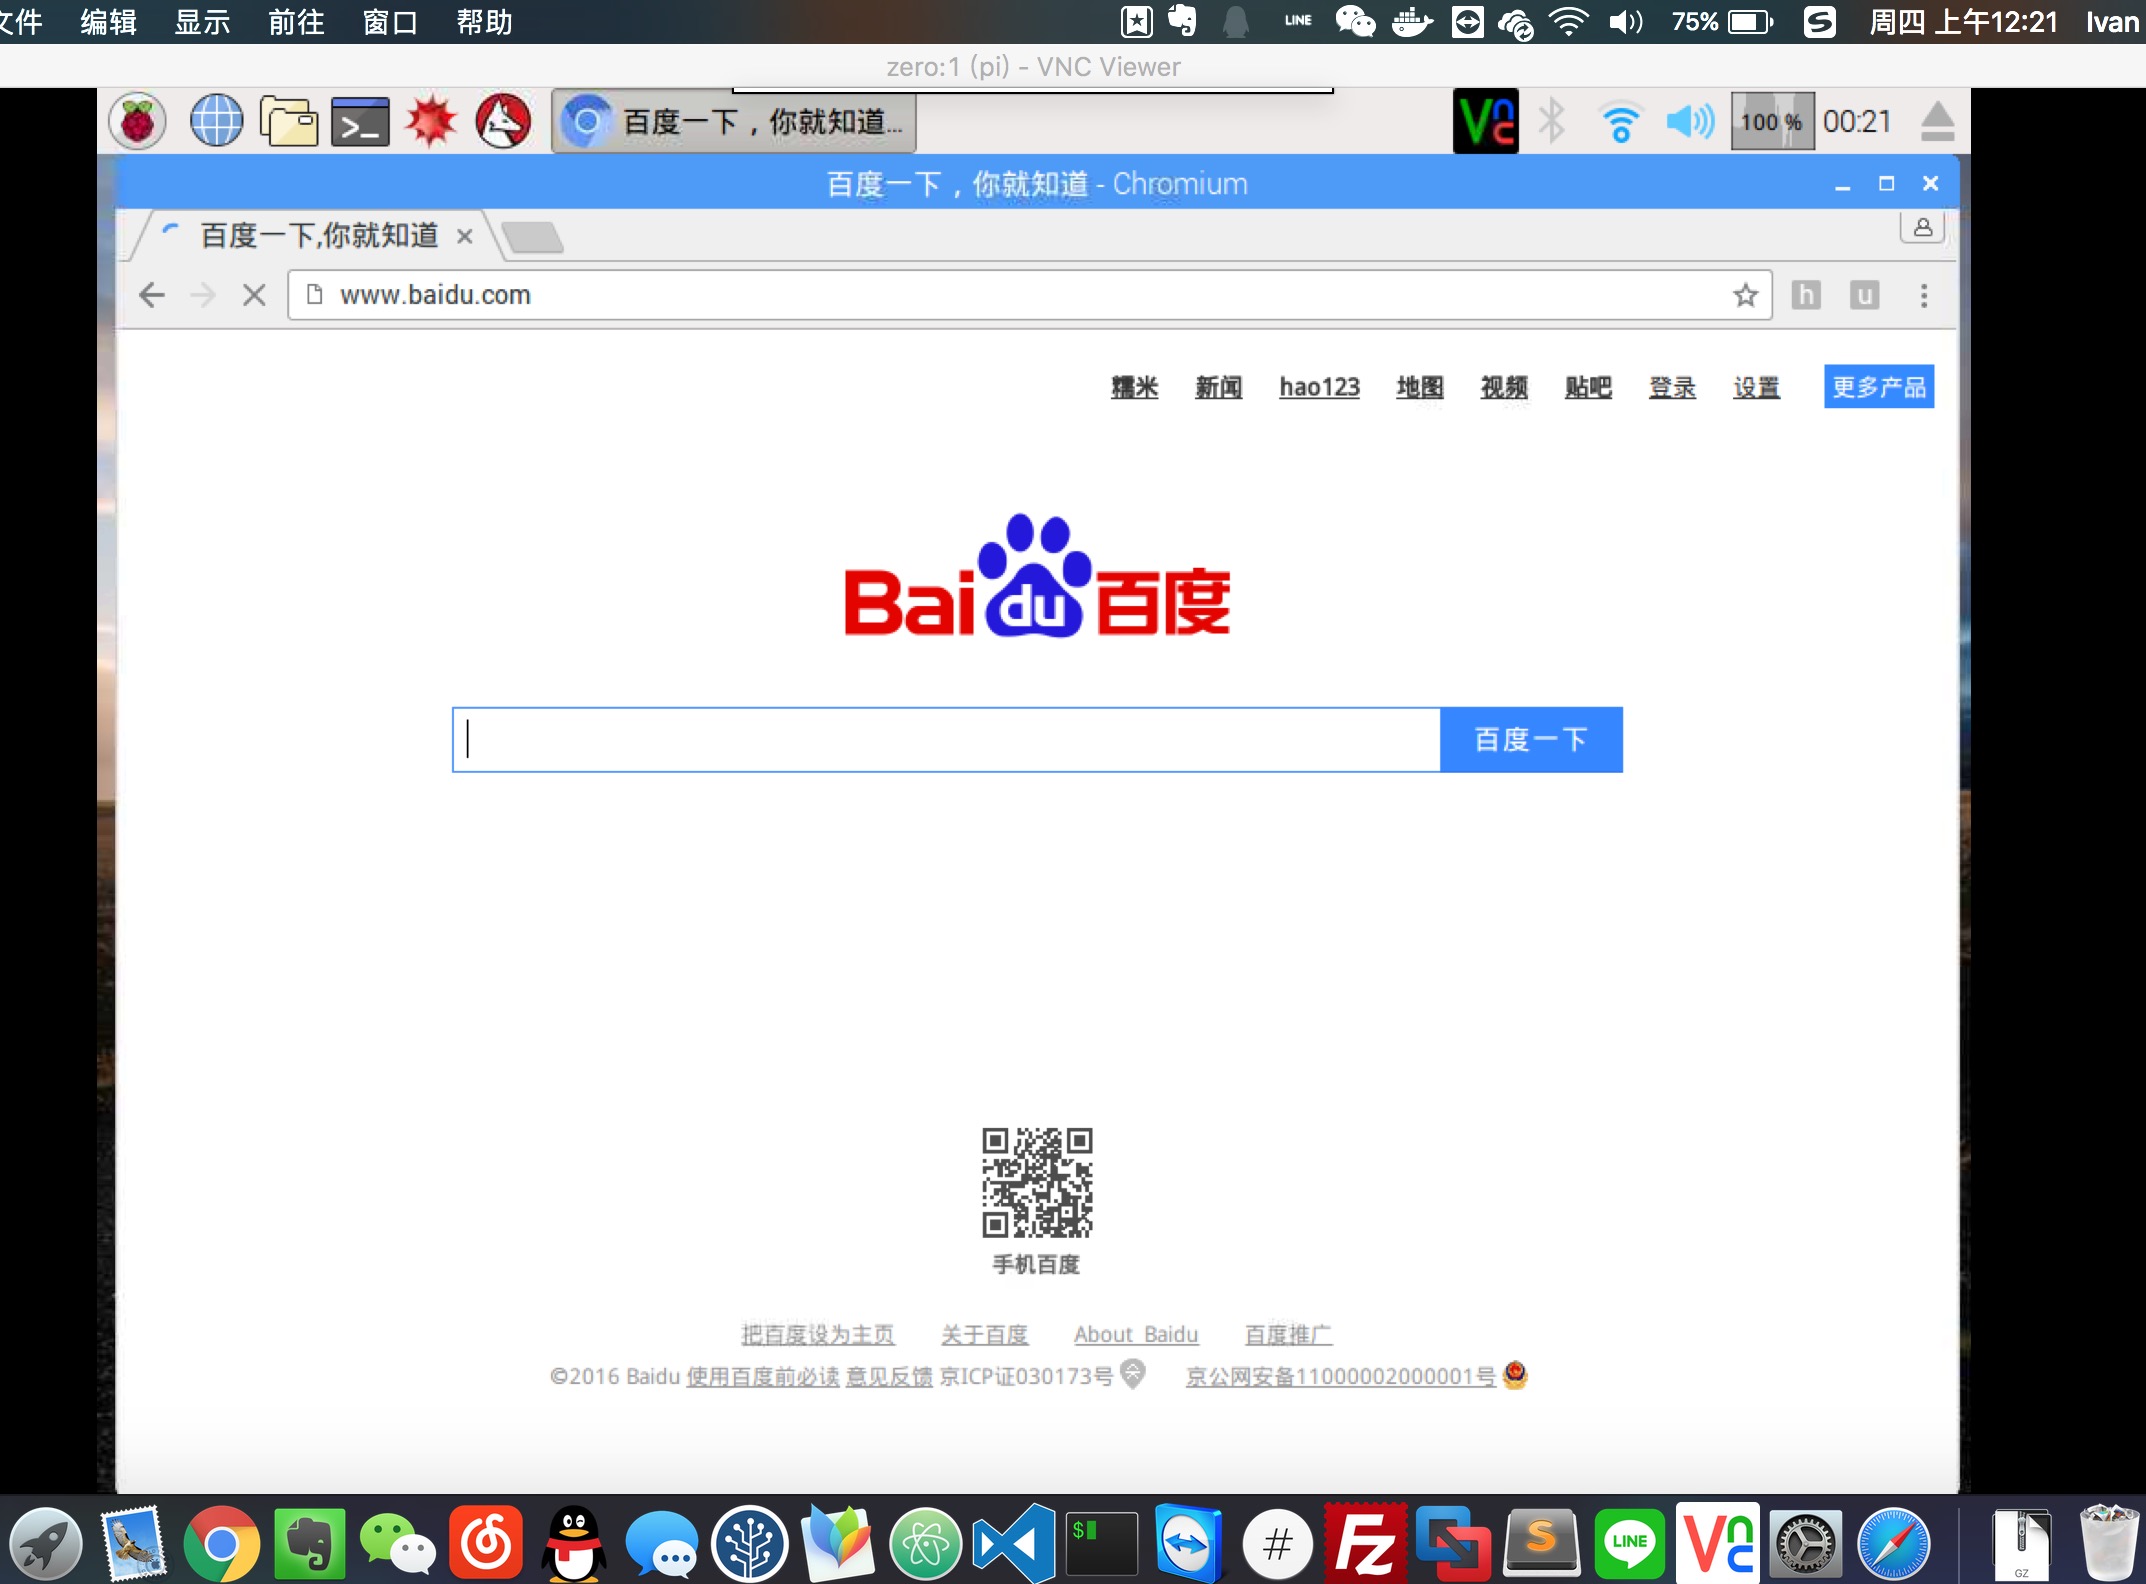 文件 编辑 显示 前往 窗口 帮助 LINE 75% 周四 上午12:21 Ivan
zero:1 (pi) - VNC Viewer
>_ 百度一下，你就知道... Vnc 100 % 00:21
百度一下，你就知道 - Chromium
百度一下,你就知道
www.baidu.com h u
糯米 新闻 hao123 地图 视频 贴吧 登录 设置 更多产品
Bai du 百度
百度一下
手机百度
把百度设为主页 关于百度 About Baidu 百度推广
©2016 Baidu 使用百度前必读 意见反馈 京ICP证030173号 京公网安备11000002000001号
$ # Fz S LINE Vnc GZ